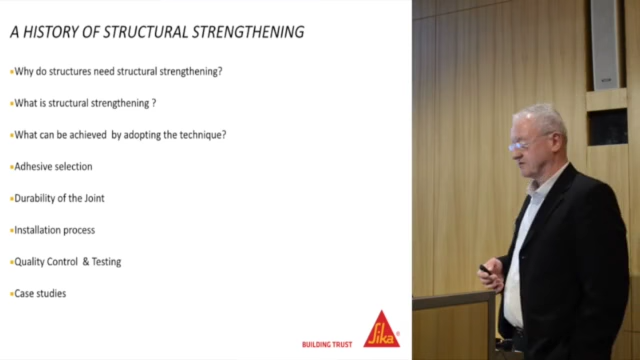 A HISTORY OF STRUCTURAL STRENGTHENING
•Why do structures need structural strengthening?
•What is structural strengthening ?
•What can be achieved by adopting the technique?
•Adhesive selection
•Durability of the Joint
•Installation process
•Quality Control & Testing
•Case studies
BUILDING TRUST
Sika®